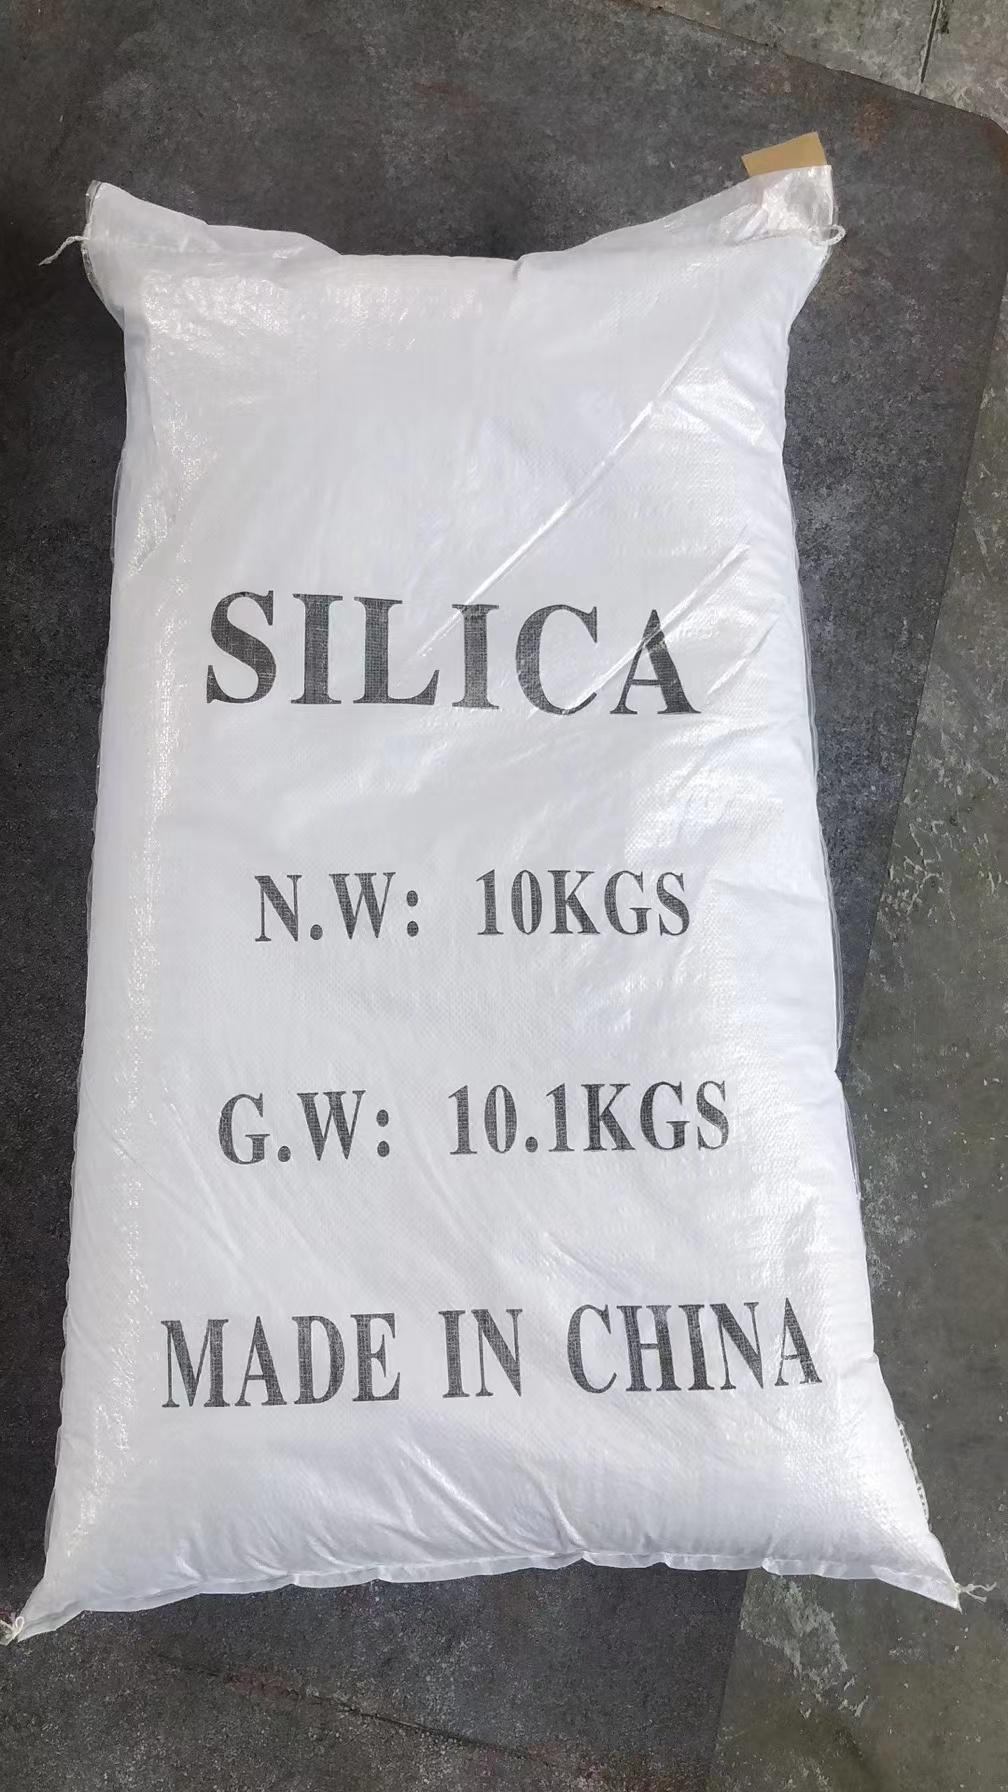 SILICA
N.W: 10KGS
G.W: 10.1KGS
MADE IN CHINA